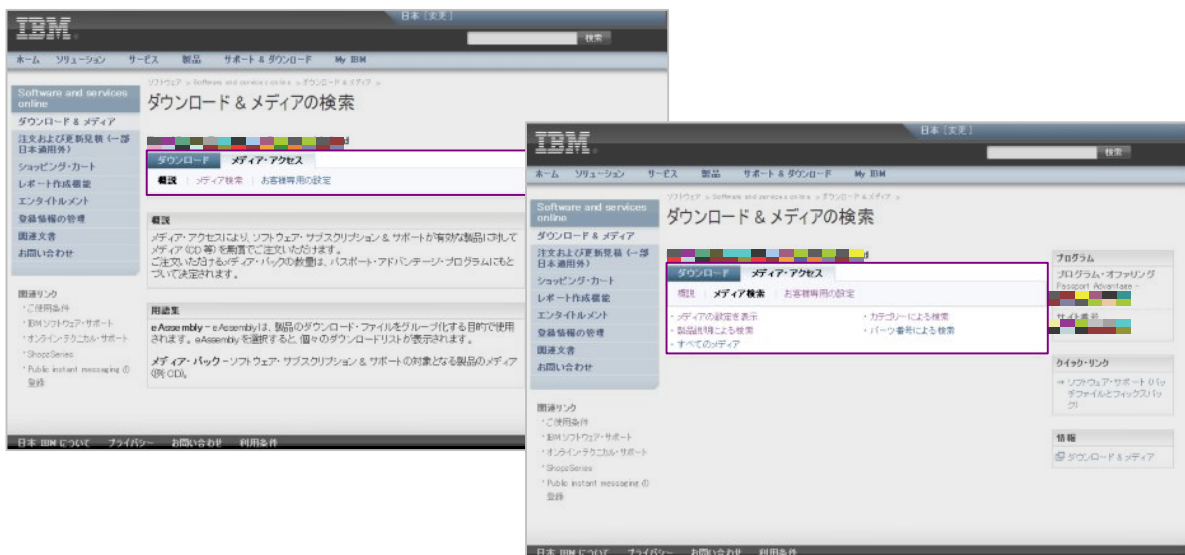 IBM.
日本 [変更]
検索
ホーム ソリューション サービス 製品 サポート & ダウンロード My IBM
ソフトウェア > Software and services online > ダウンロード & メディア >
ダウンロード & メディアの検索
Software and services online
ダウンロード & メディア
注文および更新見積 (一部日本適用外)
ショッピング・カート
レポート作成機能
エンタイトルメント
登録情報の管理
関連文書
お問い合わせ
関連リンク
・ご使用条件
・IBM ソフトウェア・サポート
・オンライン・テクニカル・サポート
・ShopzSeries
・Public instant messaging の登録
ダウンロード メディア・アクセス
概説 | メディア検索 | お客様専用の設定
概説
メディア・アクセスにより、ソフトウェア・サブスクリプション & サポートが有効な製品に対して
メディア (CD 等) を無償でご注文いただけます。
ご注文いただけるメディア・パックの数量は、パスポート・アドバンテージ・プログラムにもと
づいて決定されます。
用語集
eAssembly – eAssembly は、製品のダウンロード・ファイルをグループ化する目的で使用
されます。eAssembly を選択すると、個々のダウンロードリストが表示されます。
メディア・パック – ソフトウェア・サブスクリプション & サポートの対象となる製品のメディア
(例 CD)。
日本 IBM について プライバシー お問い合わせ 利用条件
IBM.
日本 [変更]
検索
ホーム ソリューション サービス 製品 サポート & ダウンロード My IBM
ソフトウェア > Software and services online > ダウンロード & メディア >
ダウンロード & メディアの検索
Software and services online
ダウンロード & メディア
注文および更新見積 (一部日本適用外)
ショッピング・カート
レポート作成機能
エンタイトルメント
登録情報の管理
関連文書
お問い合わせ
関連リンク
・ご使用条件
・IBM ソフトウェア・サポート
・オンライン・テクニカル・サポート
・ShopzSeries
・Public instant messaging の登録
ダウンロード メディア・アクセス
概説 | メディア検索 | お客様専用の設定
・メディアの設定を表示 ・カテゴリーによる検索
・製品説明による検索 ・パーツ番号による検索
・すべてのメディア
プログラム
プログラム・オファリング
Passport Advantage -
サイト番号
クイック・リンク
→ ソフトウェア・サポート (パッチファイルとフィックスパック)
情報
ダウンロード & メディア
日本 IBM について プライバシー お問い合わせ 利用条件